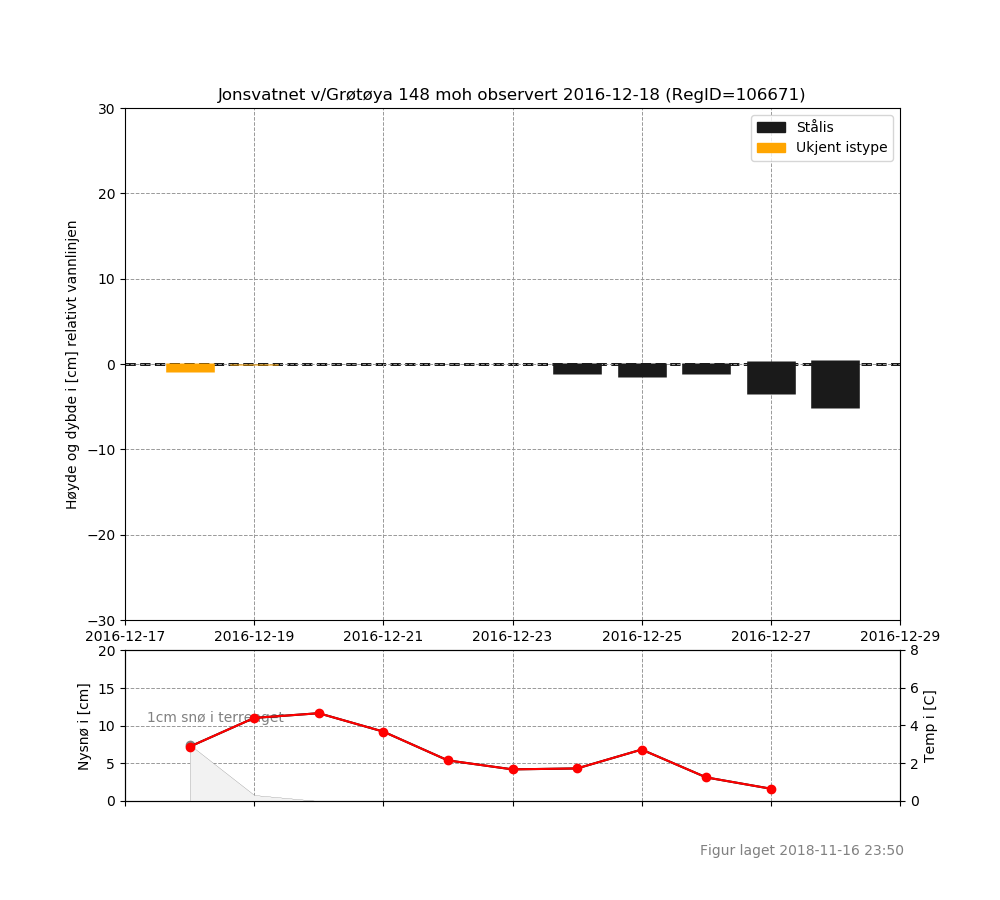 Jonsvatnet v/Grøtøya 148 moh observert 2016-12-18 (RegID=106671)
Stålis
Ukjent istype
Høyde og dybde i [cm] relativt vannlinjen
30
20
10
0
−10
−20
−30
2016-12-17 2016-12-19 2016-12-21 2016-12-23 2016-12-25 2016-12-27 2016-12-29
Nysnø i [cm]
20
15
10
5
0
1cm snø i terrenget
8
6
4
2
0
Temp i [C]
Figur laget 2018-11-16 23:50